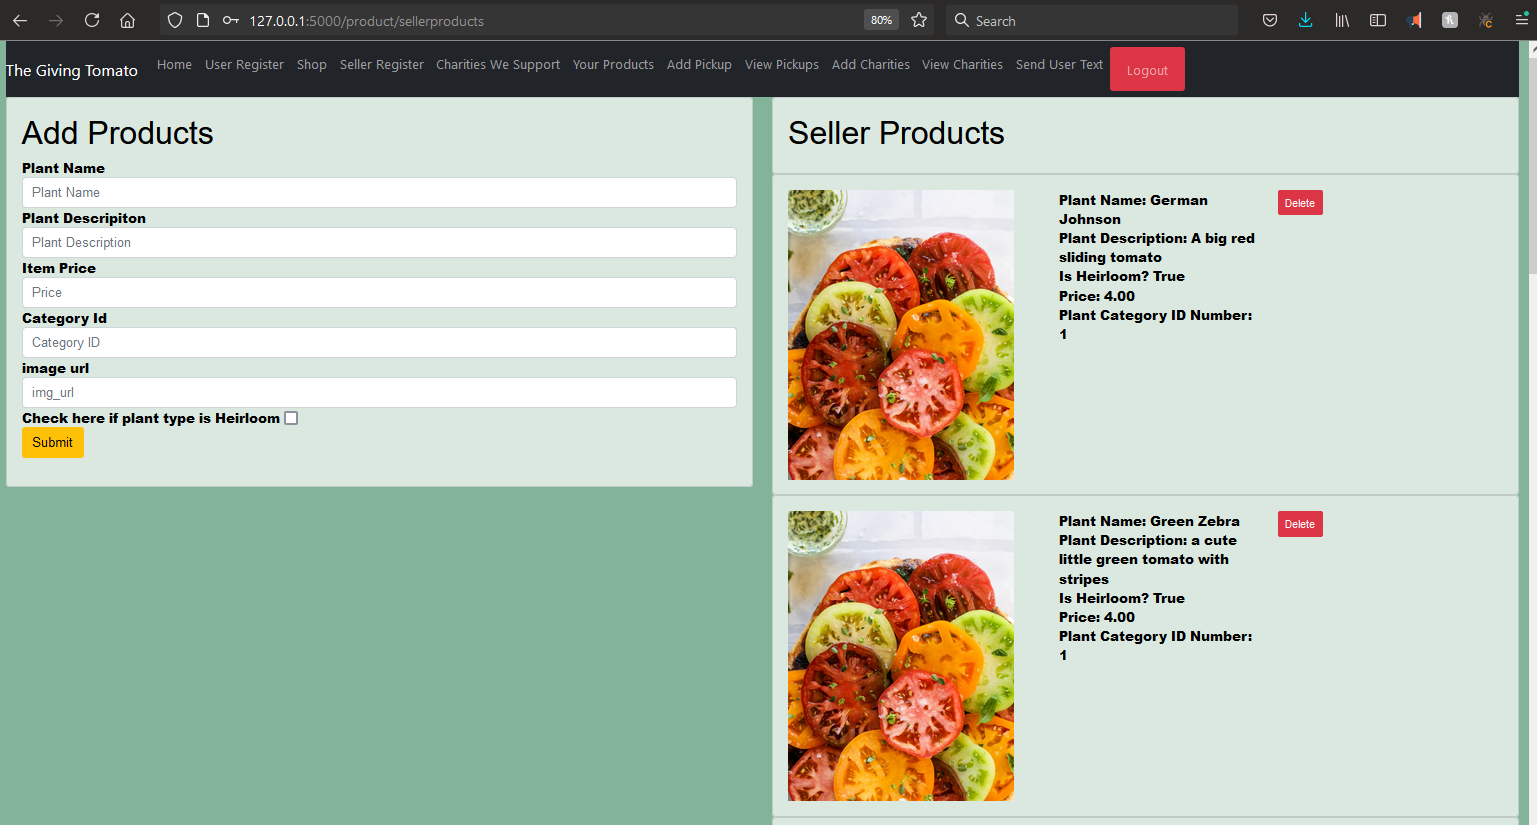 127.0.0.1:5000/product/sellerproducts
80%
Search
The Giving Tomato
Home
User Register
Shop
Seller Register
Charities We Support
Your Products
Add Pickup
View Pickups
Add Charities
View Charities
Send User Text
Logout
Add Products
Plant Name
Plant Name
Plant Descripiton
Plant Description
Item Price
Price
Category Id
Category ID
image url
img_url
Check here if plant type is Heirloom
Submit
Seller Products
Plant Name: German
Johnson
Plant Description: A big red
sliding tomato
Is Heirloom? True
Price: 4.00
Plant Category ID Number:
1
Delete
Plant Name: Green Zebra
Plant Description: a cute
little green tomato with
stripes
Is Heirloom? True
Price: 4.00
Plant Category ID Number:
1
Delete